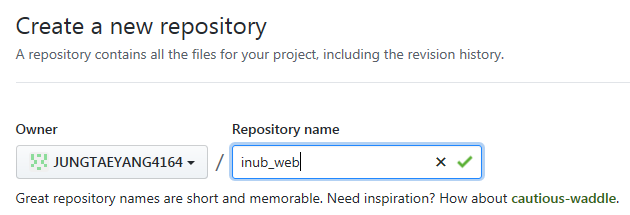 Create a new repository
A repository contains all the files for your project, including the revision history.
Owner Repository name
JUNGTAEYANG4164 / inub_web
Great repository names are short and memorable. Need inspiration? How about cautious-waddle.